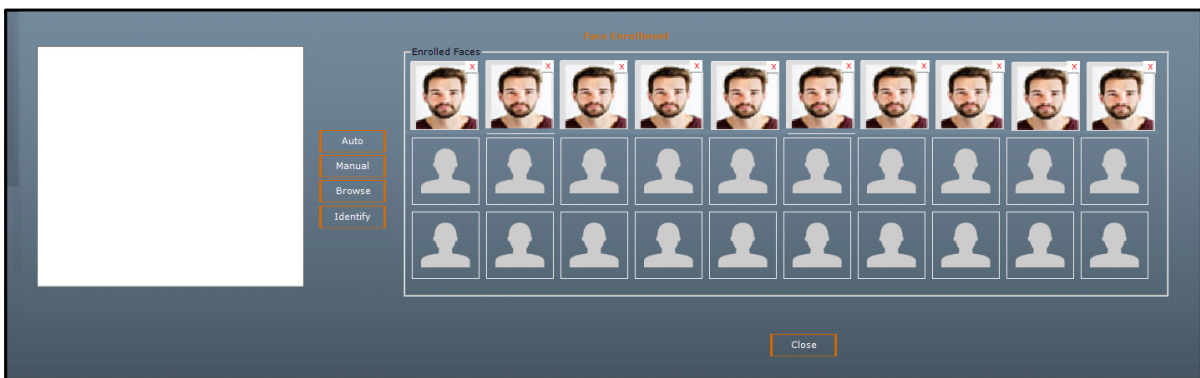 Face Enrollment
Enrolled Faces
X X X X X X X X X X
Auto
Manual
Browse
Identify
Close